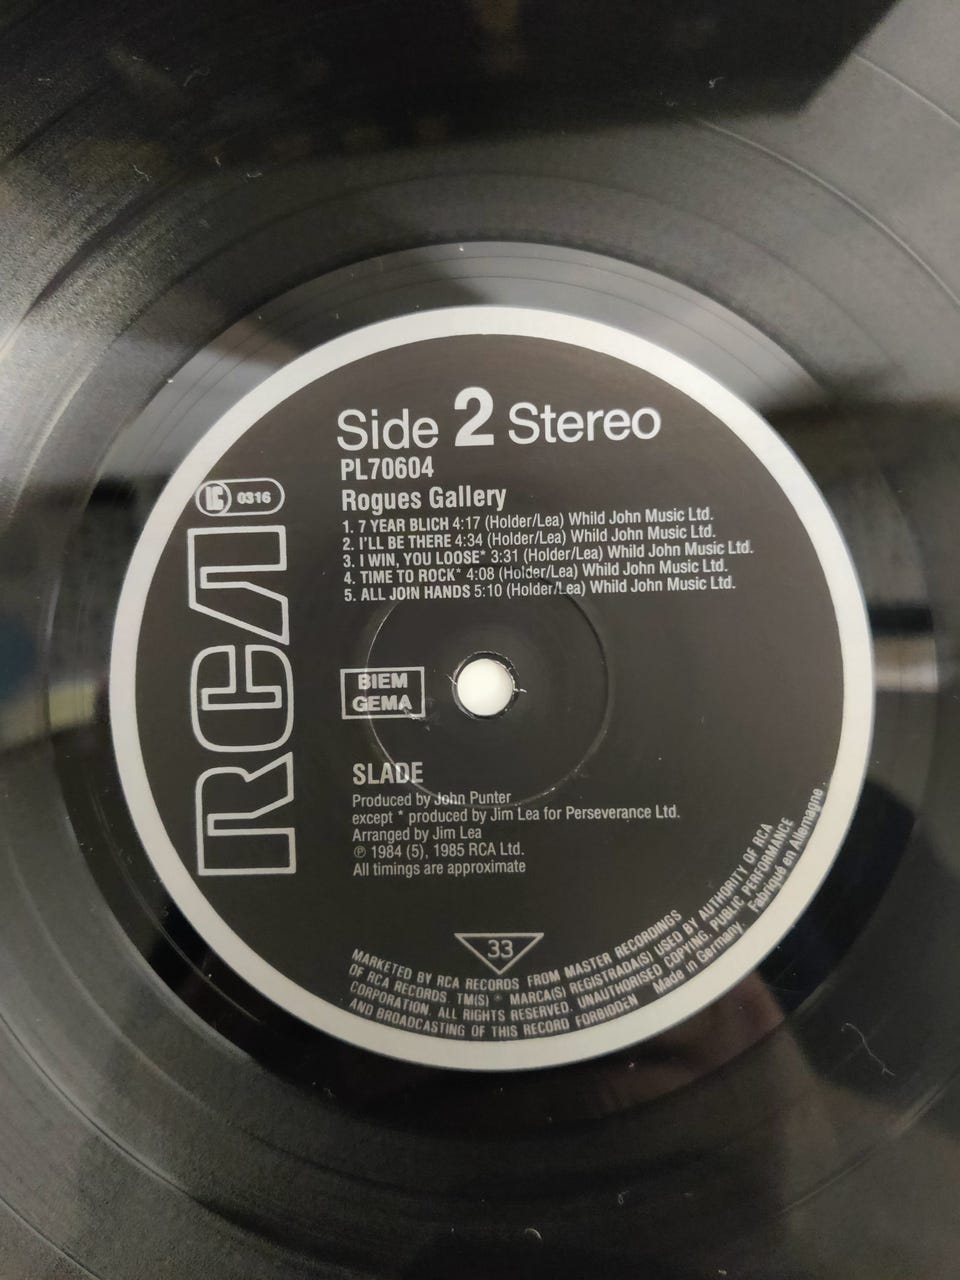 Side 2 Stereo
PL70604
LC 0316
Rogues Gallery
1. 7 YEAR BLICH 4:17 (Holder/Lea) Whild John Music Ltd.
2. I'LL BE THERE 4:34 (Holder/Lea) Whild John Music Ltd.
3. I WIN, YOU LOOSE* 3:31 (Holder/Lea) Whild John Music Ltd.
4. TIME TO ROCK* 4:08 (Holder/Lea) Whild John Music Ltd.
5. ALL JOIN HANDS 5:10 (Holder/Lea) Whild John Music Ltd.
RCA
BIEM
GEMA
SLADE
Produced by John Punter
except * produced by Jim Lea for Perseverance Ltd.
Arranged by Jim Lea
℗ 1984 (5), 1985 RCA Ltd.
All timings are approximate
33
MARKETED BY RCA RECORDS FROM MASTER RECORDINGS
OF RCA RECORDS. TM(S) ® MARCA(S) REGISTRADA(S) USED BY AUTHORITY OF RCA
CORPORATION. ALL RIGHTS RESERVED. UNAUTHORISED COPYING, PUBLIC PERFORMANCE
AND BROADCASTING OF THIS RECORD FORBIDDEN Made in Germany. Fabriqué en Allemagne